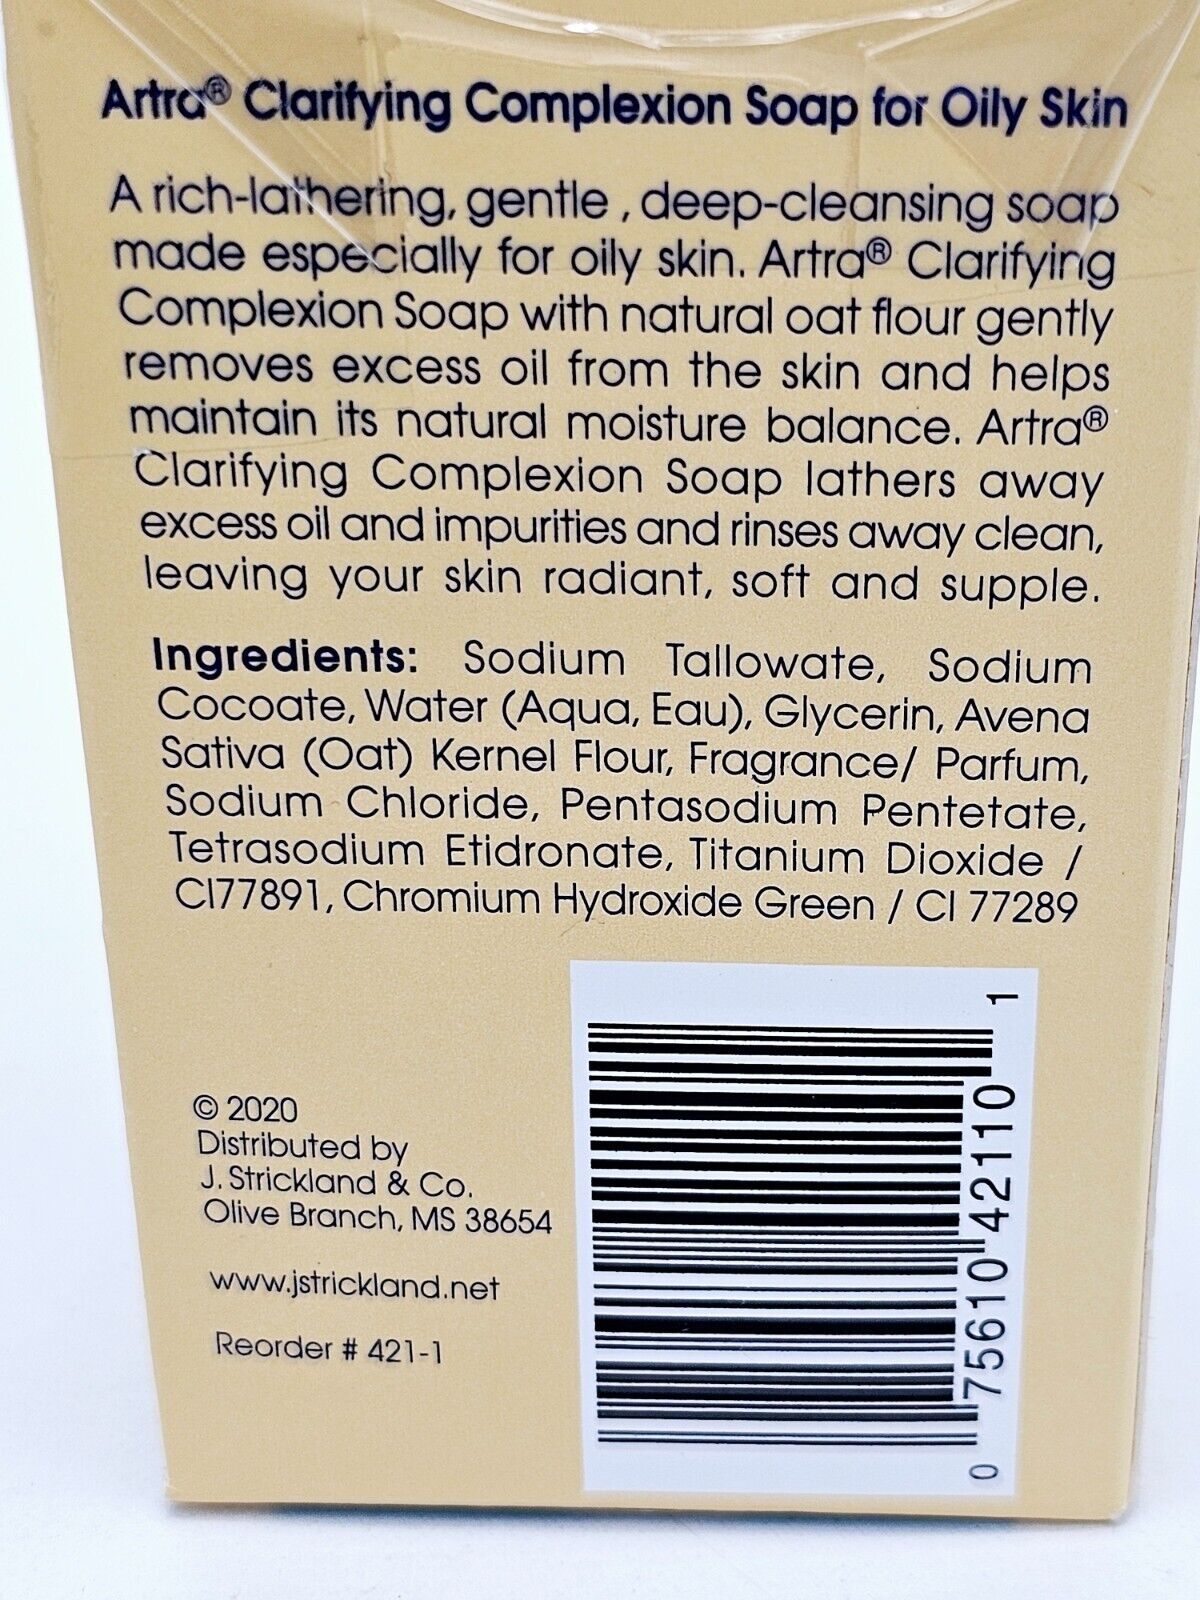 Artra® Clarifying Complexion Soap for Oily Skin
A rich-lathering, gentle , deep-cleansing soap
made especially for oily skin. Artra® Clarifying
Complexion Soap with natural oat flour gently
removes excess oil from the skin and helps
maintain its natural moisture balance. Artra®
Clarifying Complexion Soap lathers away
excess oil and impurities and rinses away clean,
leaving your skin radiant, soft and supple.
Ingredients: Sodium Tallowate, Sodium
Cocoate, Water (Aqua, Eau), Glycerin, Avena
Sativa (Oat) Kernel Flour, Fragrance/ Parfum,
Sodium Chloride, Pentasodium Pentetate,
Tetrasodium Etidronate, Titanium Dioxide /
CI77891, Chromium Hydroxide Green / CI 77289
© 2020
Distributed by
J. Strickland & Co.
Olive Branch, MS 38654
www.jstrickland.net
Reorder # 421-1
0 75610 42110 1